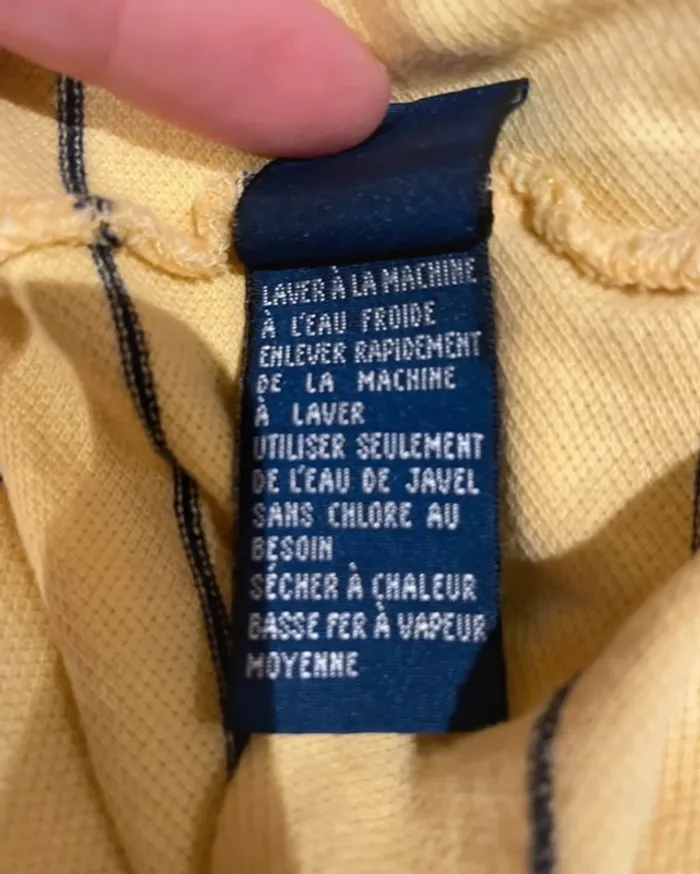 LAVER À LA MACHINE
À L'EAU FROIDE
ENLEVER RAPIDEMENT
DE LA MACHINE
À LAVER
UTILISER SEULEMENT
DE L'EAU DE JAVEL
SANS CHLORE AU
BESOIN
SÉCHER À CHALEUR
BASSE FER À VAPEUR
MOYENNE